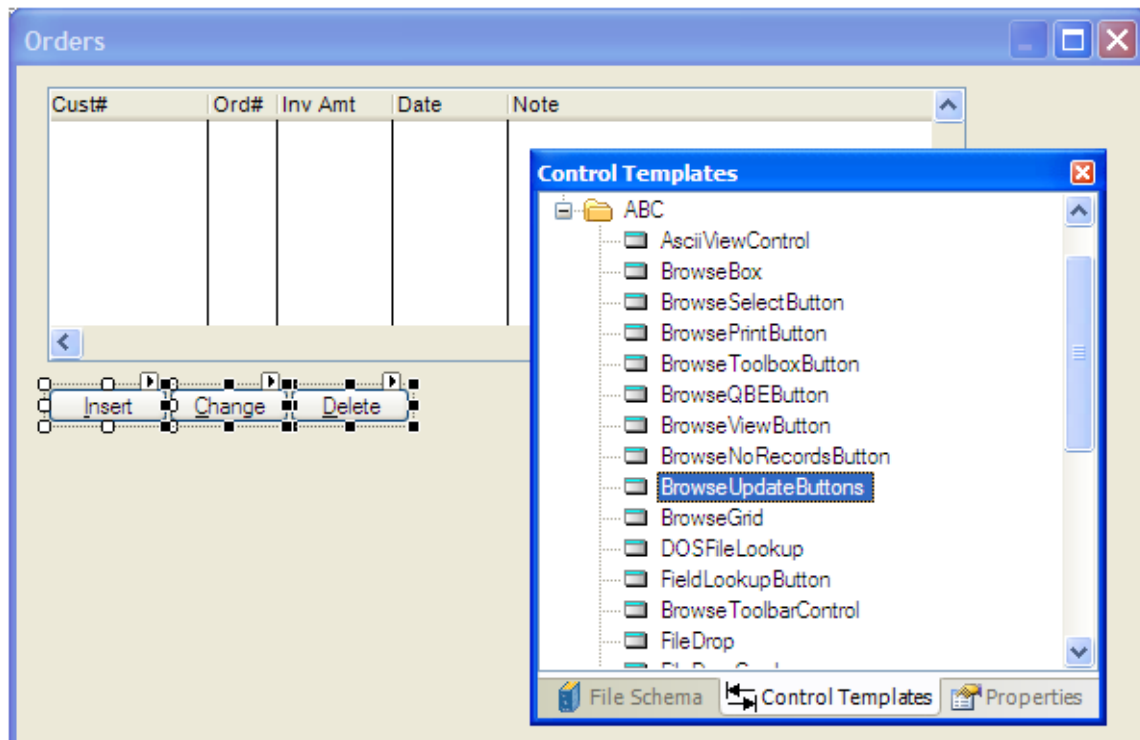 Orders
Cust# Ord# Inv Amt Date Note
Insert Change Delete
Control Templates
ABC
AsciiViewControl
BrowseBox
BrowseSelectButton
BrowsePrintButton
BrowseToolboxButton
BrowseQBEButton
BrowseViewButton
BrowseNoRecordsButton
BrowseUpdateButtons
BrowseGrid
DOSFileLookup
FieldLookupButton
BrowseToolbarControl
FileDrop
File Schema Control Templates Properties